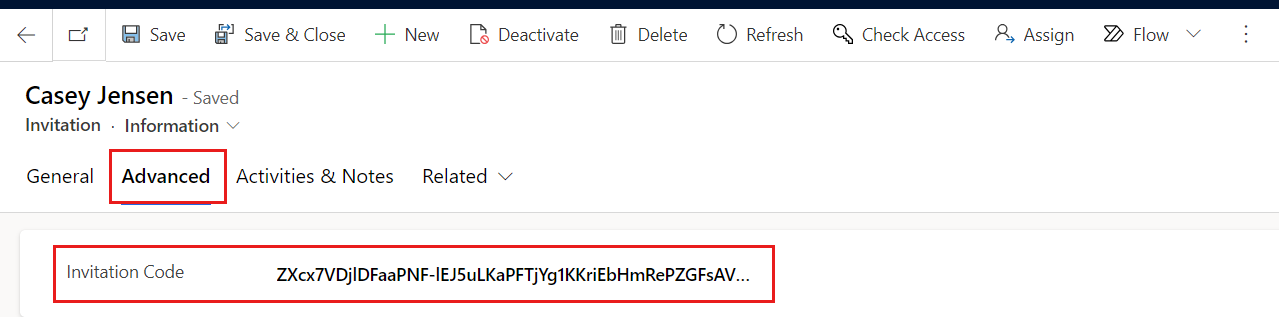 Save Save & Close New Deactivate Delete Refresh Check Access Assign Flow
Casey Jensen - Saved
Invitation · Information
General Advanced Activities & Notes Related
Invitation Code ZXcx7VDjlDFaaPNF-lEJ5uLKaPFTjYg1KKriEbHmRePZGFsAV...